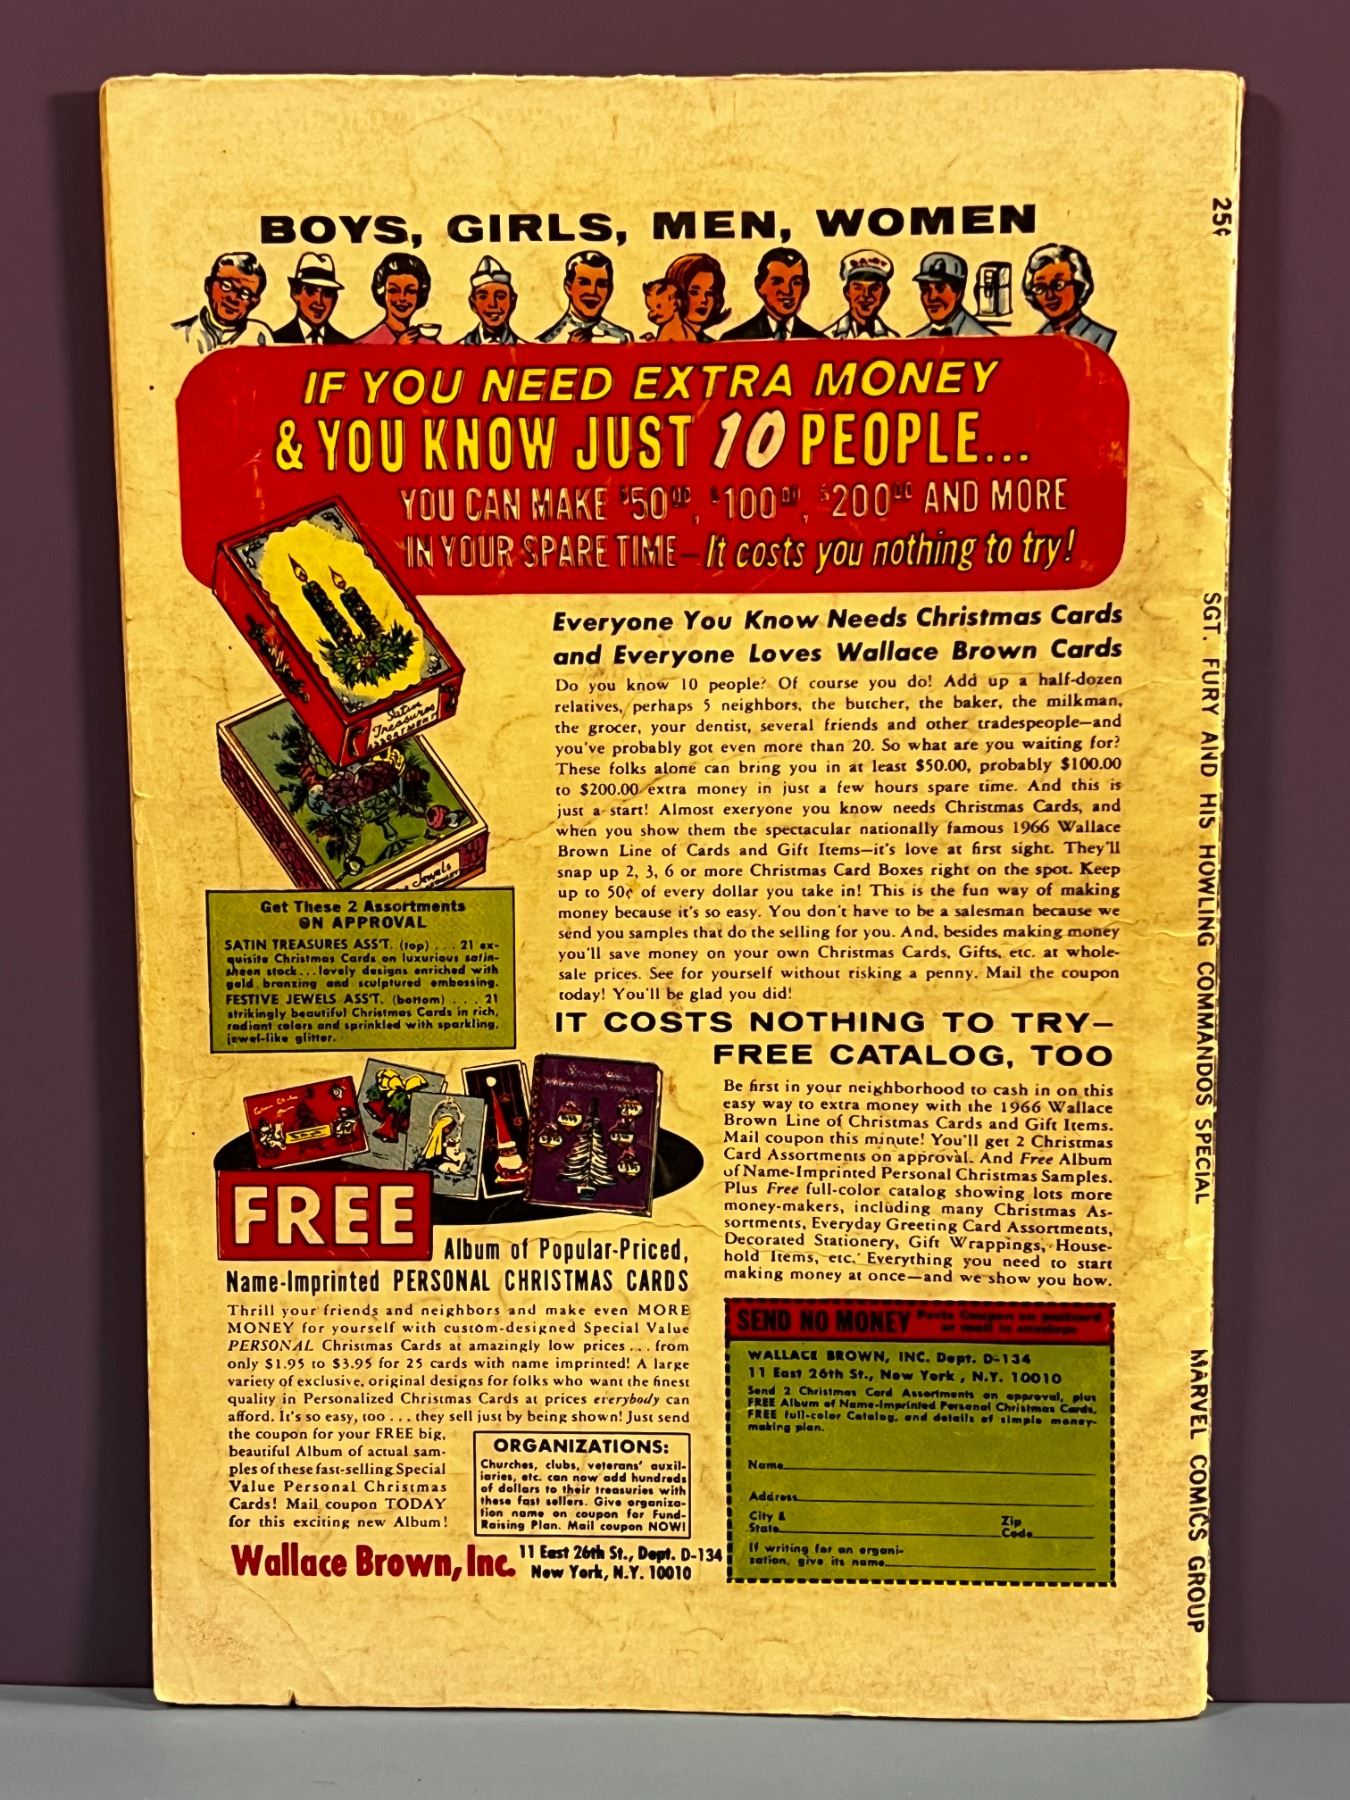 BOYS, GIRLS, MEN, WOMEN
IF YOU NEED EXTRA MONEY
& YOU KNOW JUST 10 PEOPLE...
YOU CAN MAKE $50.00, $100.00, $200.00 AND MORE
IN YOUR SPARE TIME—It costs you nothing to try!
Satin
Treasures
ASSORTMENT
Jewels
Everyone You Know Needs Christmas Cards
and Everyone Loves Wallace Brown Cards
Do you know 10 people? Of course you do! Add up a half-dozen
relatives, perhaps 5 neighbors, the butcher, the baker, the milkman,
the grocer, your dentist, several friends and other tradespeople—and
you've probably got even more than 20. So what are you waiting for?
These folks alone can bring you in at least $50.00, probably $100.00
to $200.00 extra money in just a few hours spare time. And this is
just a start! Almost exeryone you know needs Christmas Cards, and
when you show them the spectacular nationally famous 1966 Wallace
Brown Line of Cards and Gift Items—it's love at first sight. They'll
snap up 2, 3, 6 or more Christmas Card Boxes right on the spot. Keep
up to 50¢ of every dollar you take in! This is the fun way of making
money because it's so easy. You don't have to be a salesman because we
send you samples that do the selling for you. And, besides making money
you'll save money on your own Christmas Cards, Gifts, etc. at whole-
sale prices. See for yourself without risking a penny. Mail the coupon
today! You'll be glad you did!
Get These 2 Assortments
ON APPROVAL
SATIN TREASURES ASS'T. (top) . . . 21 ex-
quisite Christmas Cards on luxurious satin-
sheen stock...lovely designs enriched with
gold bronzing and sculptured embossing.
FESTIVE JEWELS ASS'T. (bottom) . . . 21
strikingly beautiful Christmas Cards in rich,
radiant colors and sprinkled with sparkling,
jewel-like glitter.
IT COSTS NOTHING TO TRY—
FREE CATALOG, TOO
Be first in your neighborhood to cash in on this
easy way to extra money with the 1966 Wallace
Brown Line of Christmas Cards and Gift Items.
Mail coupon this minute! You'll get 2 Christmas
Card Assortments on approval. And Free Album
of Name-Imprinted Personal Christmas Samples.
Plus Free full-color catalog showing lots more
money-makers, including many Christmas As-
sortments, Everyday Greeting Card Assortments,
Decorated Stationery, Gift Wrappings, House-
hold Items, etc. Everything you need to start
making money at once—and we show you how.
FREE
Album of Popular-Priced,
Name-Imprinted PERSONAL CHRISTMAS CARDS
Thrill your friends and neighbors and make even MORE
MONEY for yourself with custom-designed Special Value
PERSONAL Christmas Cards at amazingly low prices . . . from
only $1.95 to $3.95 for 25 cards with name imprinted! A large
variety of exclusive, original designs for folks who want the finest
quality in Personalized Christmas Cards at prices everybody can
afford. It's so easy, too . . . they sell just by being shown! Just send
the coupon for your FREE big,
beautiful Album of actual sam-
ples of these fast-selling Special
Value Personal Christmas
Cards! Mail coupon TODAY
for this exciting new Album!
ORGANIZATIONS:
Churches, clubs, veterans' auxil-
iaries, etc. can now add hundreds
of dollars to their treasuries with
these fast sellers. Give organiza-
tion name on coupon for Fund-
Raising Plan. Mail coupon NOW!
Wallace Brown, Inc. 11 East 26th St., Dept. D-134
New York, N.Y. 10010
SEND NO MONEY Paste Coupon on postcard
or mail in envelope
WALLACE BROWN, INC. Dept. D-134
11 East 26th St., New York, N.Y. 10010
Send 2 Christmas Card Assortments on approval, plus
FREE Album of Name-Imprinted Personal Christmas Cards,
FREE full-color Catalog, and details of simple money-
making plan.
Name
Address
City &
State
Zip
Code
If writing for an organi-
zation, give its name
25¢
SGT. FURY AND HIS HOWLING COMMANDOS SPECIAL
MARVEL COMICS GROUP